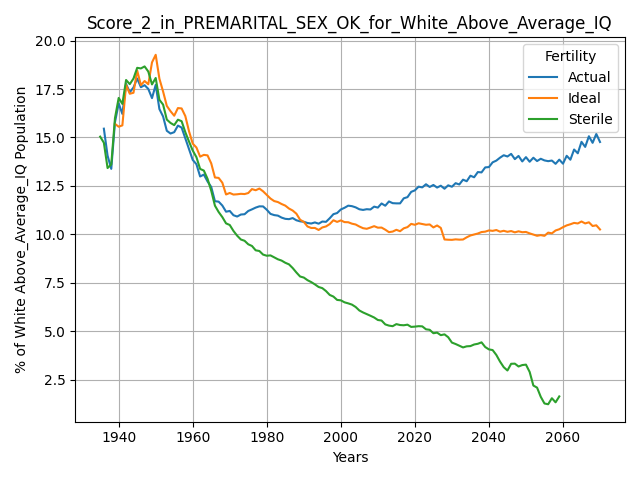 Score_2_in_PREMARITAL_SEX_OK_for_White_Above_Average_IQ
% of White Above_Average_IQ Population
20.0
17.5
15.0
12.5
10.0
7.5
5.0
2.5
Fertility
Actual
Ideal
Sterile
1940 1960 1980 2000 2020 2040 2060
Years